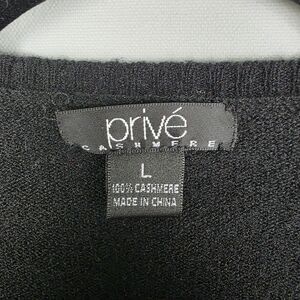 privé
CASHMERE
L
100% CASHMERE
MADE IN CHINA